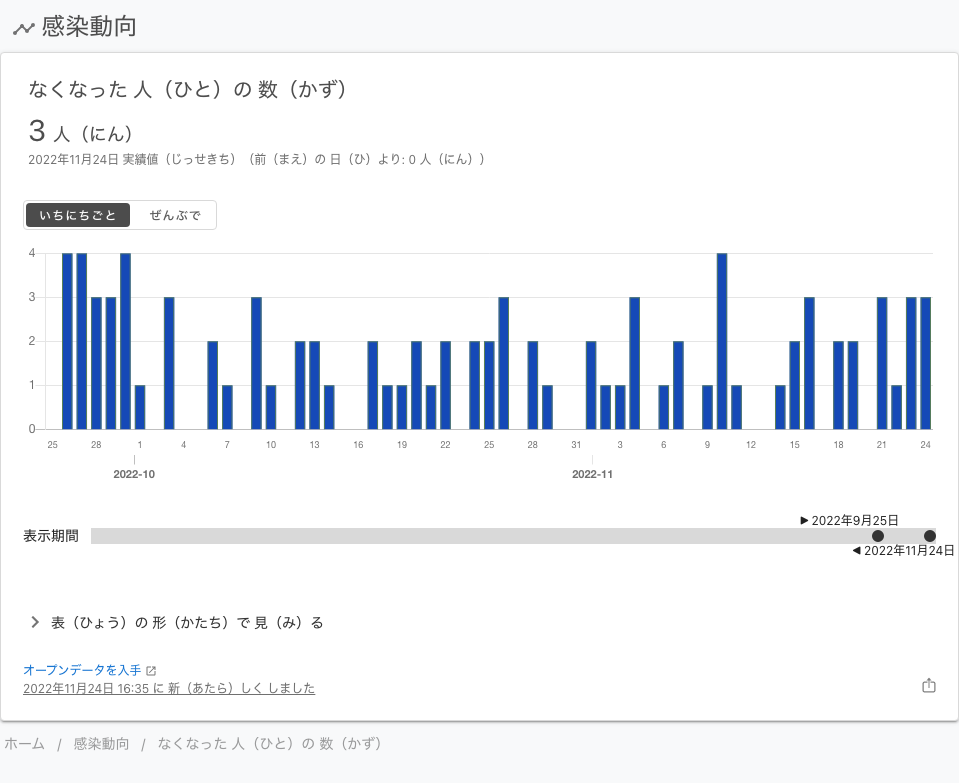 感染動向
なくなった 人（ひと）の 数（かず）
3 人（にん）
2022年11月24日 実績値（じっせきち）（前（まえ）の 日（ひ）より: 0 人（にん））
いちにちごと ぜんぶで
4
3
2
1
0
25 28 1 4 7 10 13 16 19 22 25 28 31 3 6 9 12 15 18 21 24
2022-10 2022-11
2022年9月25日
表示期間
2022年11月24日
表（ひょう）の 形（かたち）で 見（み）る
オープンデータを入手
2022年11月24日 16:35 に 新（あたら）しく しました
ホーム / 感染動向 / なくなった 人（ひと）の 数（かず）